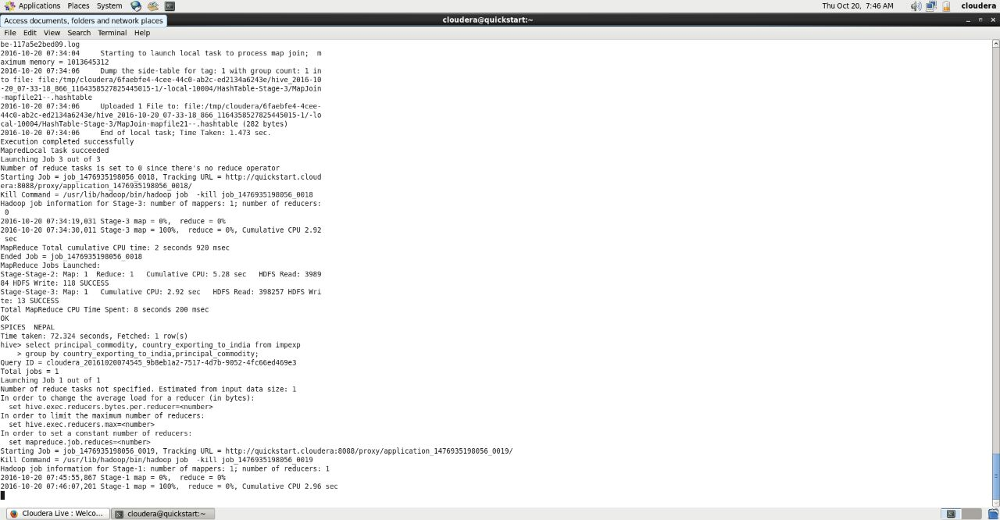 Applications Places System
Thu Oct 20, 7:46 AM
cloudera
Access documents, folders and network places
cloudera@quickstart:~
File Edit View Search Terminal Help
be-117a5e2bed09.log
2016-10-20 07:34:04     Starting to launch local task to process map join;  m
aximum memory = 1013645312
2016-10-20 07:34:06     Dump the side-table for tag: 1 with group count: 1 in
to file: file:/tmp/cloudera/6faebfe4-4cee-44c0-ab2c-ed2134a6243e/hive_2016-10
-20_07-33-18_866_1164358527825445015-1/-local-10004/HashTable-Stage-3/MapJoin
-mapfile21--.hashtable
2016-10-20 07:34:06     Uploaded 1 File to: file:/tmp/cloudera/6faebfe4-4cee-
44c0-ab2c-ed2134a6243e/hive_2016-10-20_07-33-18_866_1164358527825445015-1/-lo
cal-10004/HashTable-Stage-3/MapJoin-mapfile21--.hashtable (282 bytes)
2016-10-20 07:34:06     End of local task; Time Taken: 1.473 sec.
Execution completed successfully
MapredLocal task succeeded
Launching Job 3 out of 3
Number of reduce tasks is set to 0 since there's no reduce operator
Starting Job = job_1476935198056_0018, Tracking URL = http://quickstart.cloud
era:8088/proxy/application_1476935198056_0018/
Kill Command = /usr/lib/hadoop/bin/hadoop job  -kill job_1476935198056_0018
Hadoop job information for Stage-3: number of mappers: 1; number of reducers:
 0
2016-10-20 07:34:19,031 Stage-3 map = 0%,  reduce = 0%
2016-10-20 07:34:30,011 Stage-3 map = 100%,  reduce = 0%, Cumulative CPU 2.92
 sec
MapReduce Total cumulative CPU time: 2 seconds 920 msec
Ended Job = job_1476935198056_0018
MapReduce Jobs Launched:
Stage-Stage-2: Map: 1  Reduce: 1   Cumulative CPU: 5.28 sec   HDFS Read: 3989
84 HDFS Write: 118 SUCCESS
Stage-Stage-3: Map: 1   Cumulative CPU: 2.92 sec   HDFS Read: 398257 HDFS Wri
te: 13 SUCCESS
Total MapReduce CPU Time Spent: 8 seconds 200 msec
OK
SPICES  NEPAL
Time taken: 72.324 seconds, Fetched: 1 row(s)
hive> select principal_commodity, country_exporting_to_india from impexp
    > group by country_exporting_to_india,principal_commodity;
Query ID = cloudera_20161020074545_9b8eb1a2-7517-4d7b-9052-4fc66ed469e3
Total jobs = 1
Launching Job 1 out of 1
Number of reduce tasks not specified. Estimated from input data size: 1
In order to change the average load for a reducer (in bytes):
  set hive.exec.reducers.bytes.per.reducer=<number>
In order to limit the maximum number of reducers:
  set hive.exec.reducers.max=<number>
In order to set a constant number of reducers:
  set mapreduce.job.reduces=<number>
Starting Job = job_1476935198056_0019, Tracking URL = http://quickstart.cloudera:8088/proxy/application_1476935198056_0019/
Kill Command = /usr/lib/hadoop/bin/hadoop job  -kill job_1476935198056_0019
Hadoop job information for Stage-1: number of mappers: 1; number of reducers: 1
2016-10-20 07:45:55,867 Stage-1 map = 0%,  reduce = 0%
2016-10-20 07:46:07,201 Stage-1 map = 100%,  reduce = 0%, Cumulative CPU 2.96 sec
Cloudera Live : Welco...
cloudera@quickstart:~